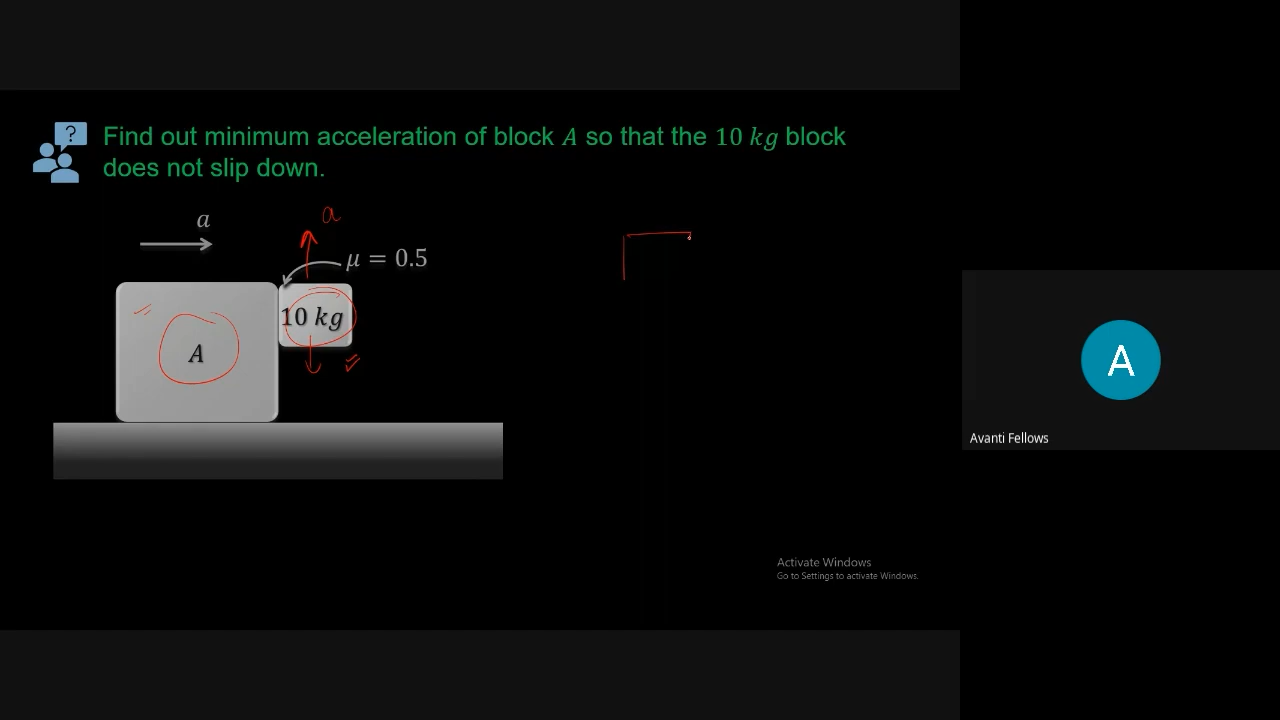 ?
Find out minimum acceleration of block A so that the 10 kg block
does not slip down.
a
a
μ = 0.5
10 kg
A
A
Avanti Fellows
Activate Windows
Go to Settings to activate Windows.